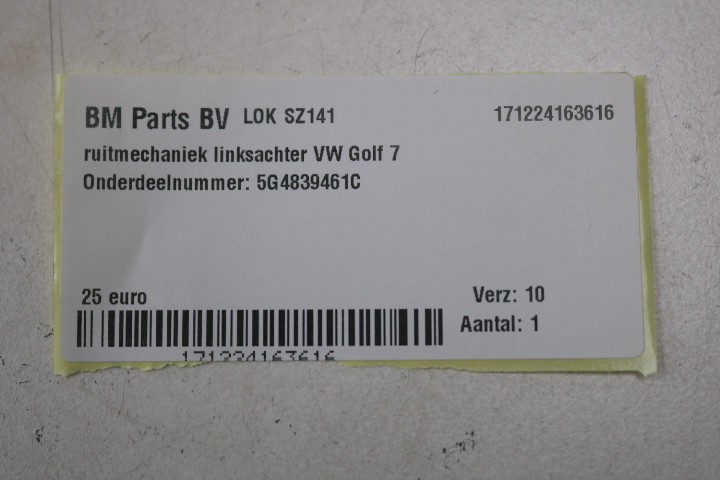 BM Parts BV LOK SZ141 171224163616
ruitmechaniek linksachter VW Golf 7
Onderdeelnummer: 5G4839461C
25 euro Verz: 10
Aantal: 1
171224163616